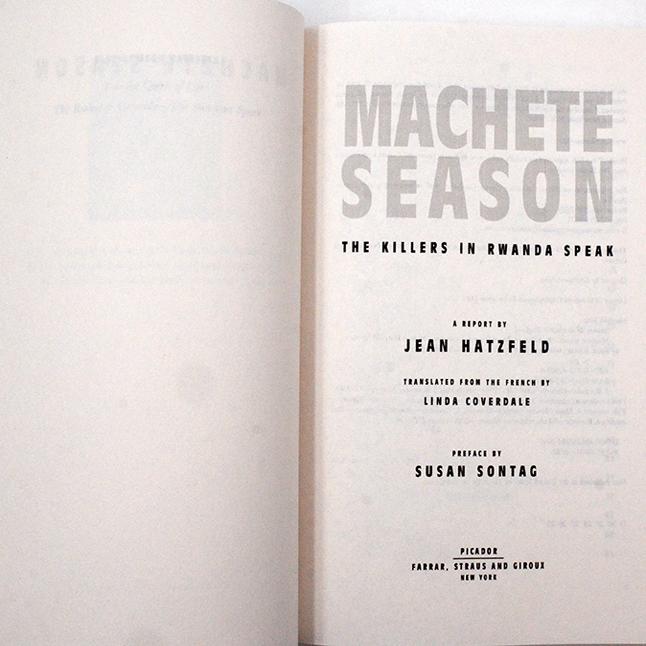 MACHETE
SEASON
THE KILLERS IN RWANDA SPEAK
A REPORT BY
JEAN HATZFELD
TRANSLATED FROM THE FRENCH BY
LINDA COVERDALE
PREFACE BY
SUSAN SONTAG
PICADOR
FARRAR, STRAUS AND GIROUX
NEW YORK